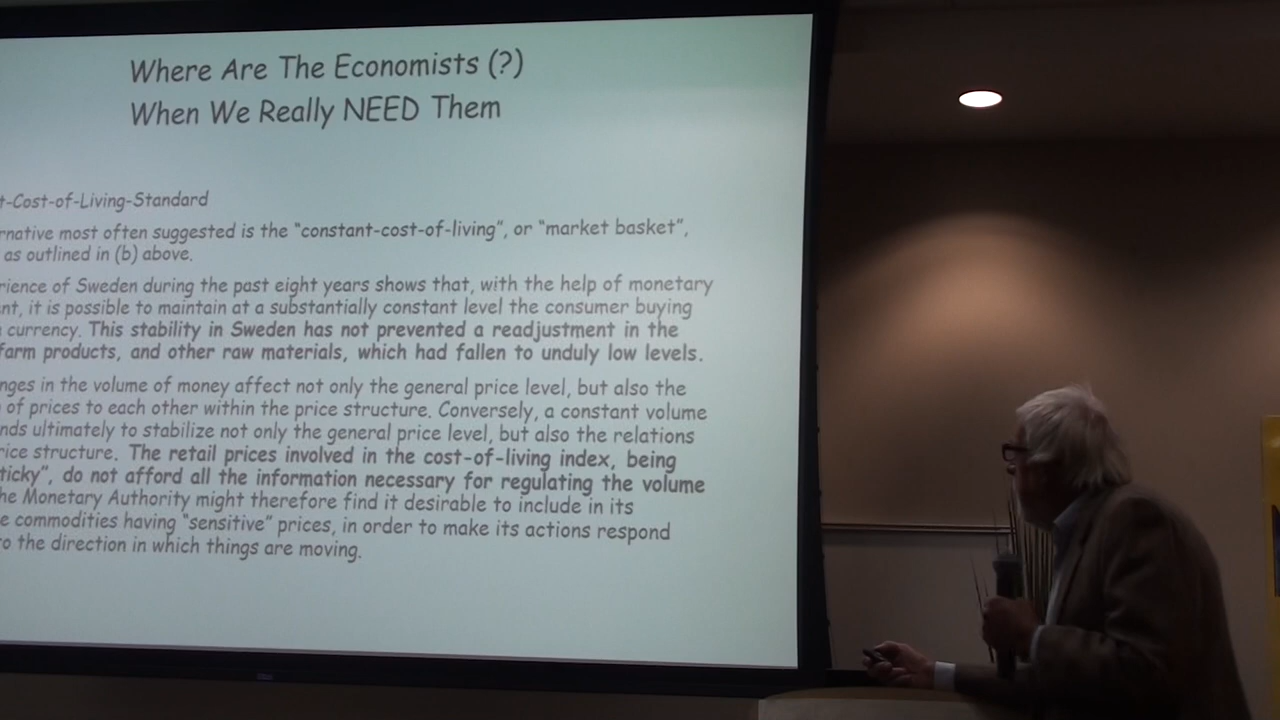 Where Are The Economists (?)
When We Really NEED Them
t-Cost-of-Living-Standard
rnative most often suggested is the “constant-cost-of-living”, or “market basket”,
as outlined in (b) above.
rience of Sweden during the past eight years shows that, with the help of monetary
nt, it is possible to maintain at a substantially constant level the consumer buying
currency. This stability in Sweden has not prevented a readjustment in the
farm products, and other raw materials, which had fallen to unduly low levels.
nges in the volume of money affect not only the general price level, but also the
of prices to each other within the price structure. Conversely, a constant volume
nds ultimately to stabilize not only the general price level, but also the relations
rice structure. The retail prices involved in the cost-of-living index, being
ticky”, do not afford all the information necessary for regulating the volume
he Monetary Authority might therefore find it desirable to include in its
e commodities having “sensitive” prices, in order to make its actions respond
o the direction in which things are moving.